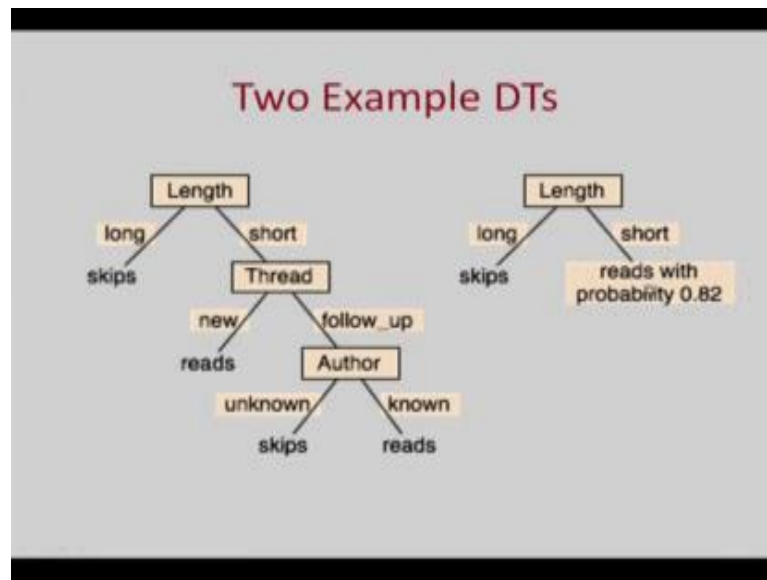 Two Example DTs
Length
long
short
skips
Thread
new
follow_up
reads
Author
unknown
known
skips
reads
Length
long
short
skips
reads with
probability 0.82